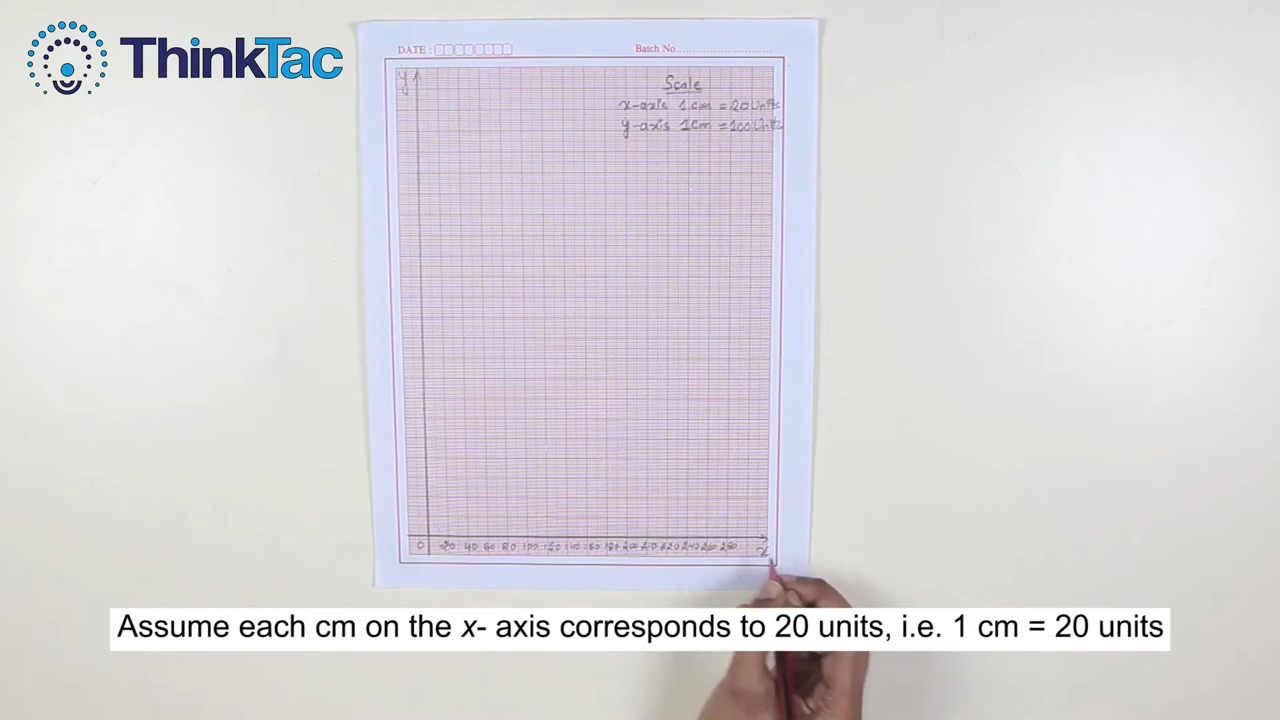 ThinkTac
DATE :
Batch No
y
Scale
x-axis 1 cm = 20 Units
y-axis 1 cm = 100 Units
0 20 40 60 80 100 120 140 160 180 200 210 220 240 260 280
x
Assume each cm on the x- axis corresponds to 20 units, i.e. 1 cm = 20 units